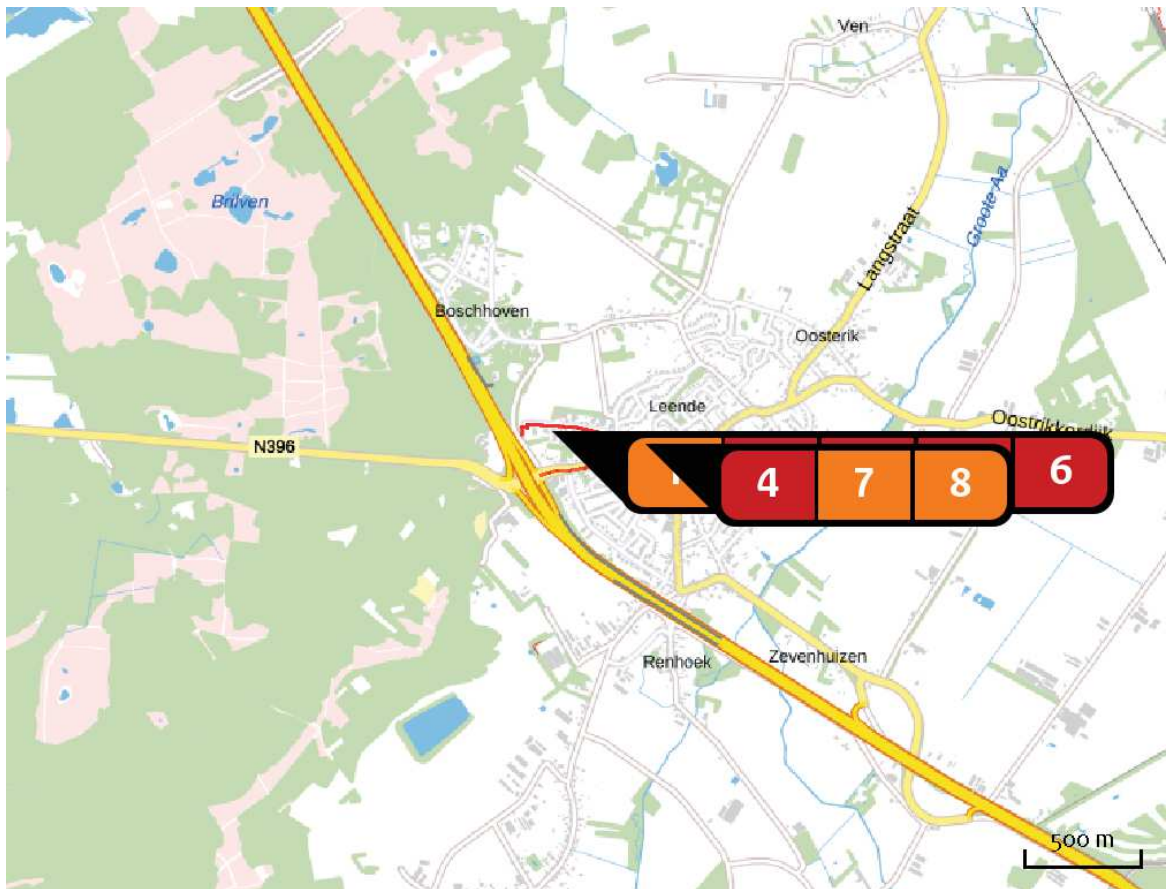 Ven
Groote Aa
Brilven
Langstraat
Boschhoven
Oosterik
Leende
Oostrikkerdijk
N396
4
7
8
6
Zevenhuizen
Renhoek
500 m